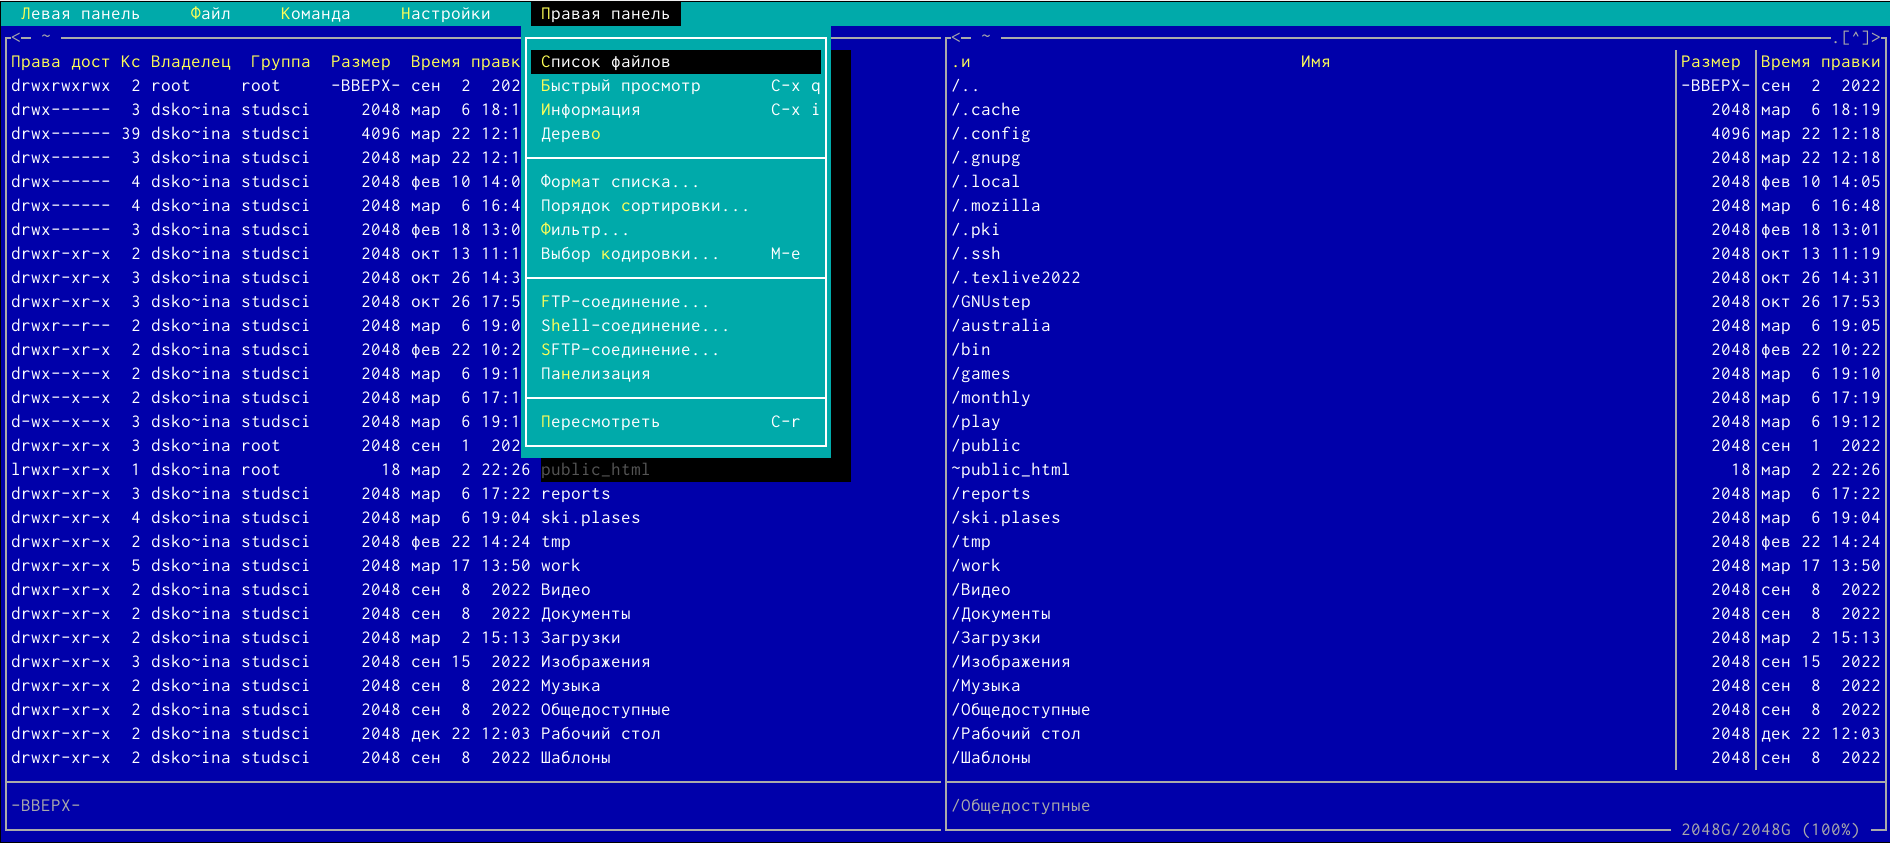 Левая панель Файл Команда Настройки Правая панель
<— ~
Права дост Кс Владелец Группа Размер Время правк
drwxrwxrwx 2 root root -ВВЕРХ- сен 2 202
drwx------ 3 dsko~ina studsci 2048 мар 6 18:1
drwx------ 39 dsko~ina studsci 4096 мар 22 12:1
drwx------ 3 dsko~ina studsci 2048 мар 22 12:1
drwx------ 4 dsko~ina studsci 2048 фев 10 14:0
drwx------ 4 dsko~ina studsci 2048 мар 6 16:4
drwx------ 3 dsko~ina studsci 2048 фев 18 13:0
drwxr-xr-x 2 dsko~ina studsci 2048 окт 13 11:1
drwxr-xr-x 3 dsko~ina studsci 2048 окт 26 14:3
drwxr-xr-x 3 dsko~ina studsci 2048 окт 26 17:5
drwxr--r-- 2 dsko~ina studsci 2048 мар 6 19:0
drwxr-xr-x 2 dsko~ina studsci 2048 фев 22 10:2
drwx--x--x 2 dsko~ina studsci 2048 мар 6 19:1
drwx--x--x 2 dsko~ina studsci 2048 мар 6 17:1
d-wx--x--x 3 dsko~ina studsci 2048 мар 6 19:1
drwxr-xr-x 3 dsko~ina root 2048 сен 1 202
lrwxr-xr-x 1 dsko~ina root 18 мар 2 22:26 public_html
drwxr-xr-x 3 dsko~ina studsci 2048 мар 6 17:22 reports
drwxr-xr-x 4 dsko~ina studsci 2048 мар 6 19:04 ski.plases
drwxr-xr-x 2 dsko~ina studsci 2048 фев 22 14:24 tmp
drwxr-xr-x 5 dsko~ina studsci 2048 мар 17 13:50 work
drwxr-xr-x 2 dsko~ina studsci 2048 сен 8 2022 Видео
drwxr-xr-x 2 dsko~ina studsci 2048 сен 8 2022 Документы
drwxr-xr-x 2 dsko~ina studsci 2048 мар 2 15:13 Загрузки
drwxr-xr-x 3 dsko~ina studsci 2048 сен 15 2022 Изображения
drwxr-xr-x 2 dsko~ina studsci 2048 сен 8 2022 Музыка
drwxr-xr-x 2 dsko~ina studsci 2048 сен 8 2022 Общедоступные
drwxr-xr-x 2 dsko~ina studsci 2048 дек 22 12:03 Рабочий стол
drwxr-xr-x 2 dsko~ina studsci 2048 сен 8 2022 Шаблоны
-ВВЕРХ-
Список файлов
Быстрый просмотр C-x q
Информация C-x i
Дерево
Формат списка...
Порядок сортировки...
Фильтр...
Выбор кодировки... M-e
FTP-соединение...
Shell-соединение...
SFTP-соединение...
Панелизация
Пересмотреть C-r
<— ~ .[^]>
.и Имя Размер Время правки
/.. -ВВЕРХ- сен 2 2022
/.cache 2048 мар 6 18:19
/.config 4096 мар 22 12:18
/.gnupg 2048 мар 22 12:18
/.local 2048 фев 10 14:05
/.mozilla 2048 мар 6 16:48
/.pki 2048 фев 18 13:01
/.ssh 2048 окт 13 11:19
/.texlive2022 2048 окт 26 14:31
/GNUstep 2048 окт 26 17:53
/australia 2048 мар 6 19:05
/bin 2048 фев 22 10:22
/games 2048 мар 6 19:10
/monthly 2048 мар 6 17:19
/play 2048 мар 6 19:12
/public 2048 сен 1 2022
~public_html 18 мар 2 22:26
/reports 2048 мар 6 17:22
/ski.plases 2048 мар 6 19:04
/tmp 2048 фев 22 14:24
/work 2048 мар 17 13:50
/Видео 2048 сен 8 2022
/Документы 2048 сен 8 2022
/Загрузки 2048 мар 2 15:13
/Изображения 2048 сен 15 2022
/Музыка 2048 сен 8 2022
/Общедоступные 2048 сен 8 2022
/Рабочий стол 2048 дек 22 12:03
/Шаблоны 2048 сен 8 2022
/Общедоступные
2048G/2048G (100%)